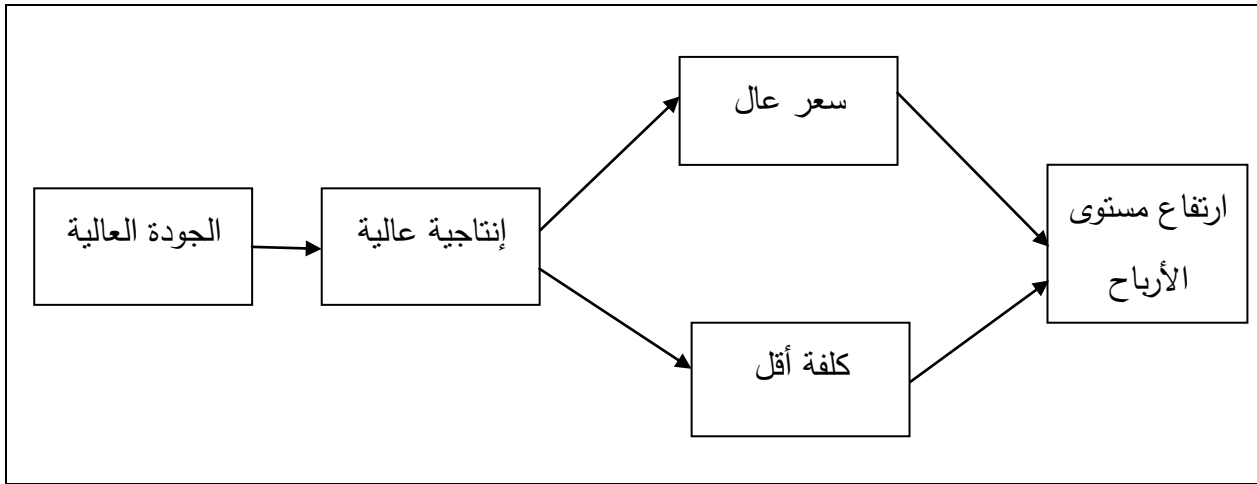 سعر عال
الجودة العالية
إنتاجية عالية
ارتفاع مستوى
الأرباح
كلفة أقل